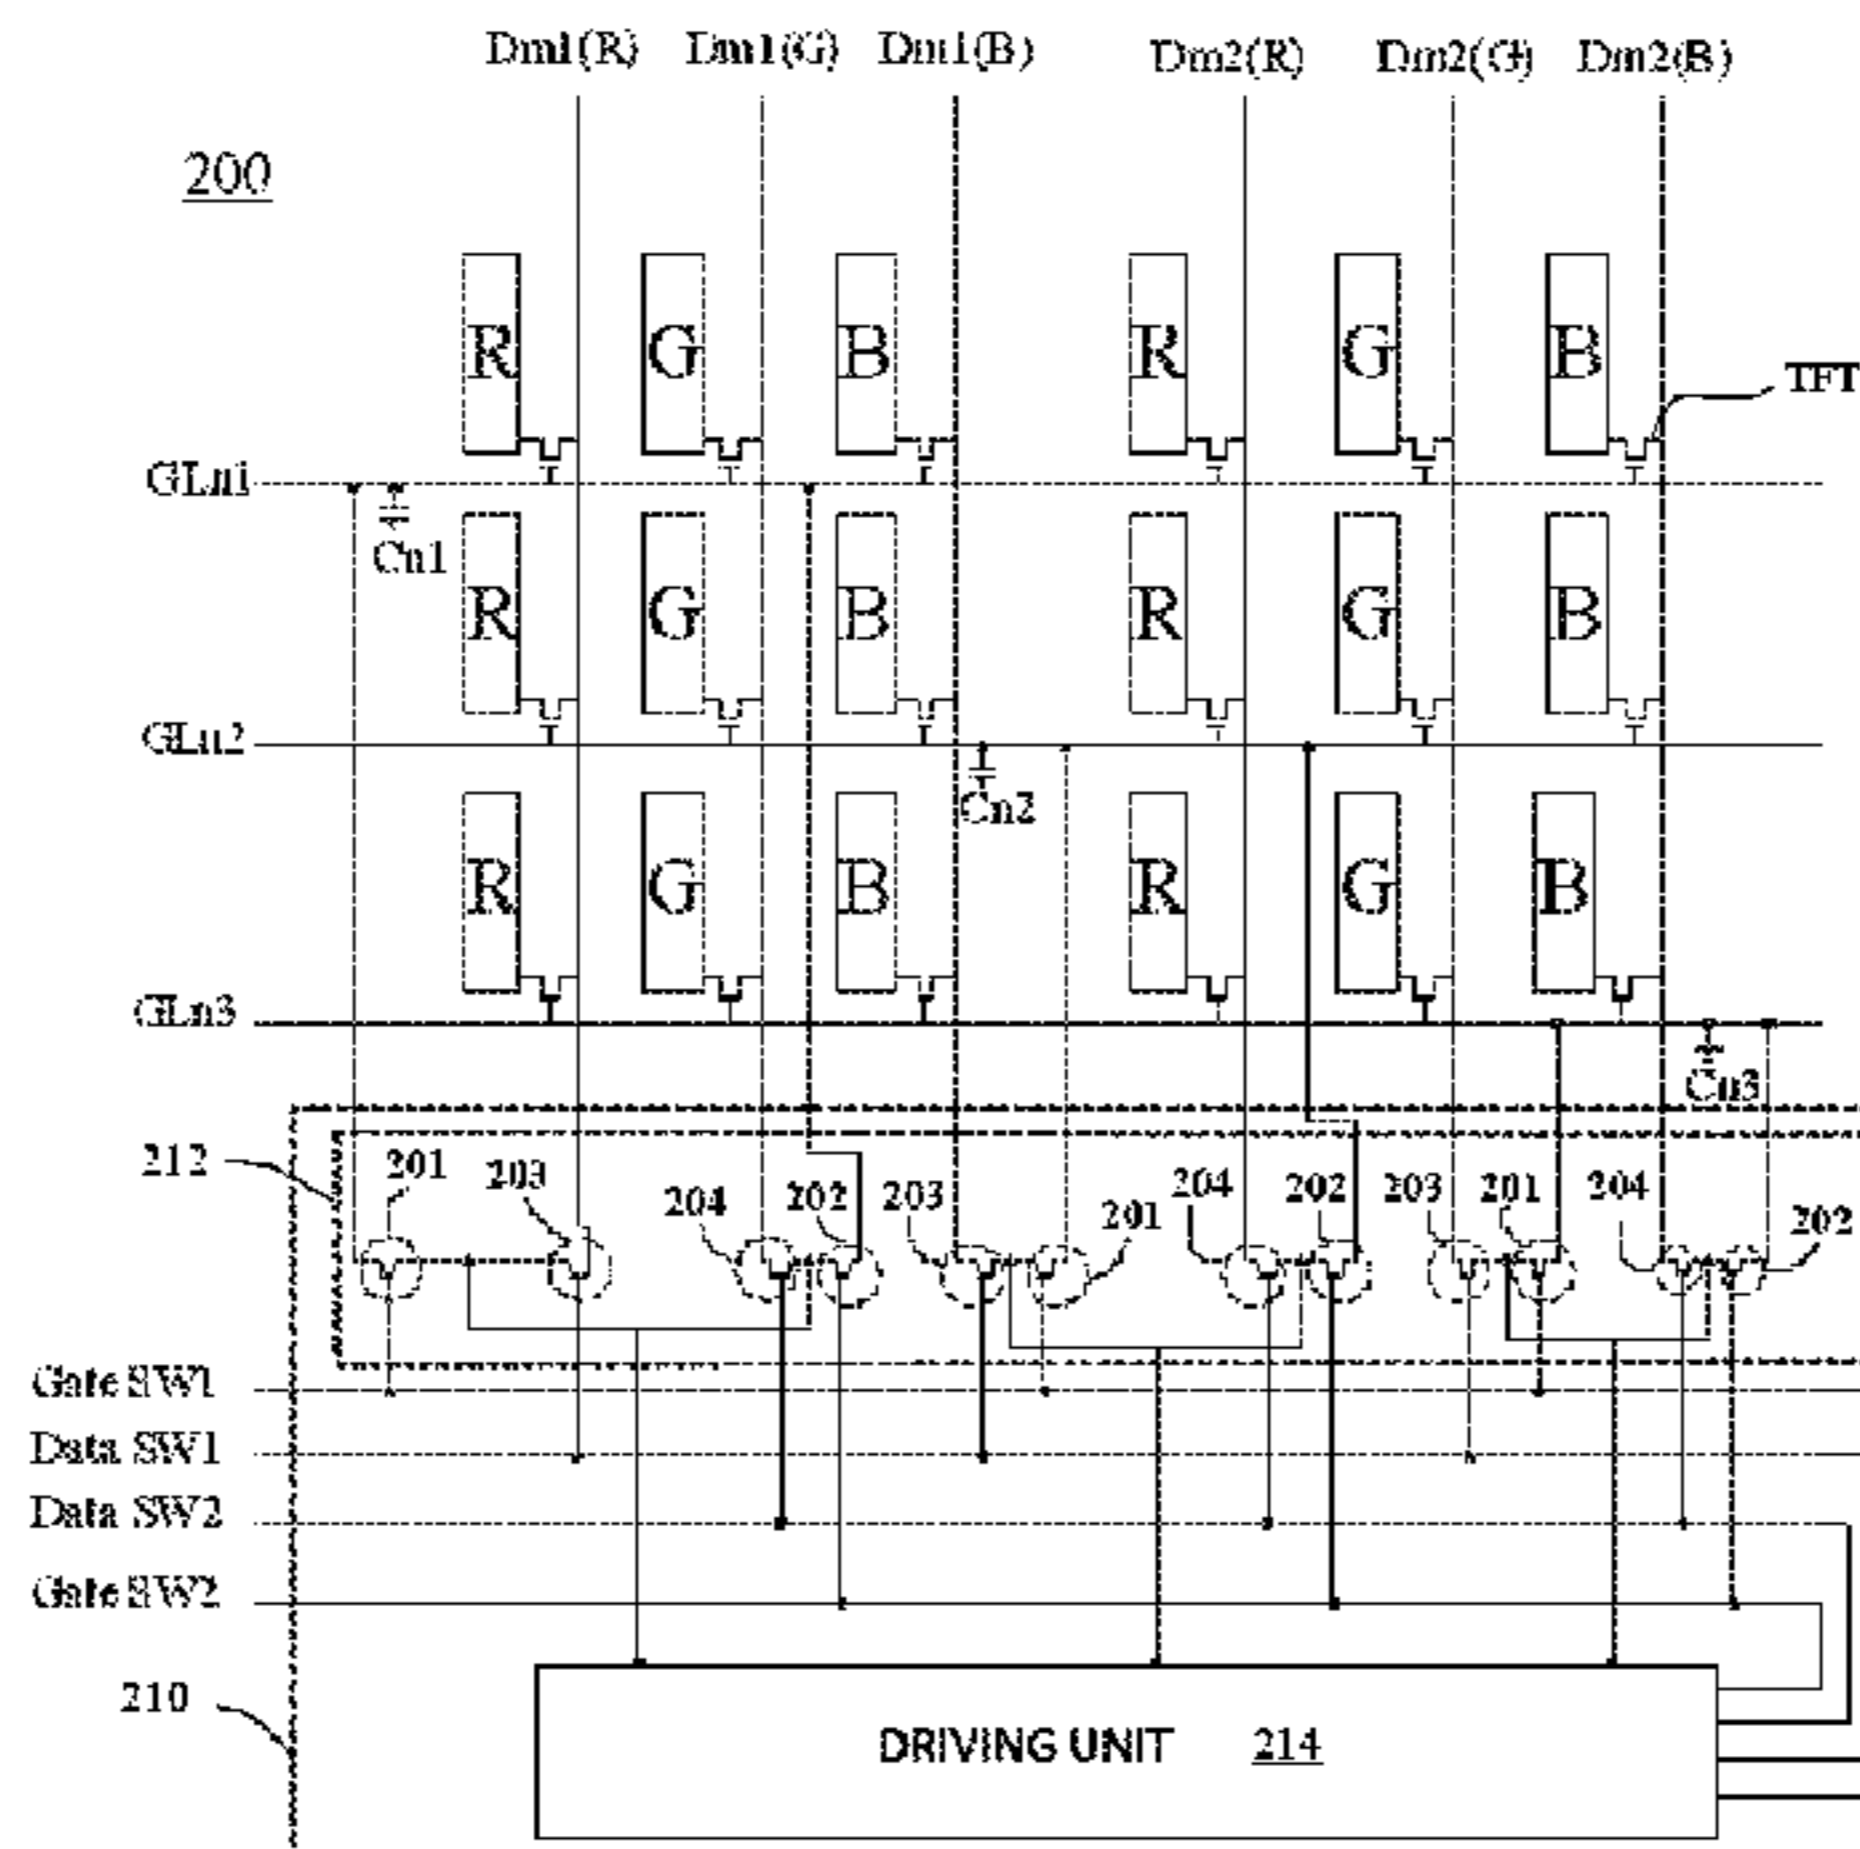 Dm1(R) Dm1(G) Dm1(B) Dm2(R) Dm2(G) Dm2(B)
200
R G B R G B
TFT
GLn1
Cn1
R G B R G B
GLn2
Cn2
R G B R G B
GLn3
Cn3
212 201 203 204 202 203 201 204 202 203 201 204 202
Gate SW1
Data SW1
Data SW2
Gate SW2
210
DRIVING UNIT 214